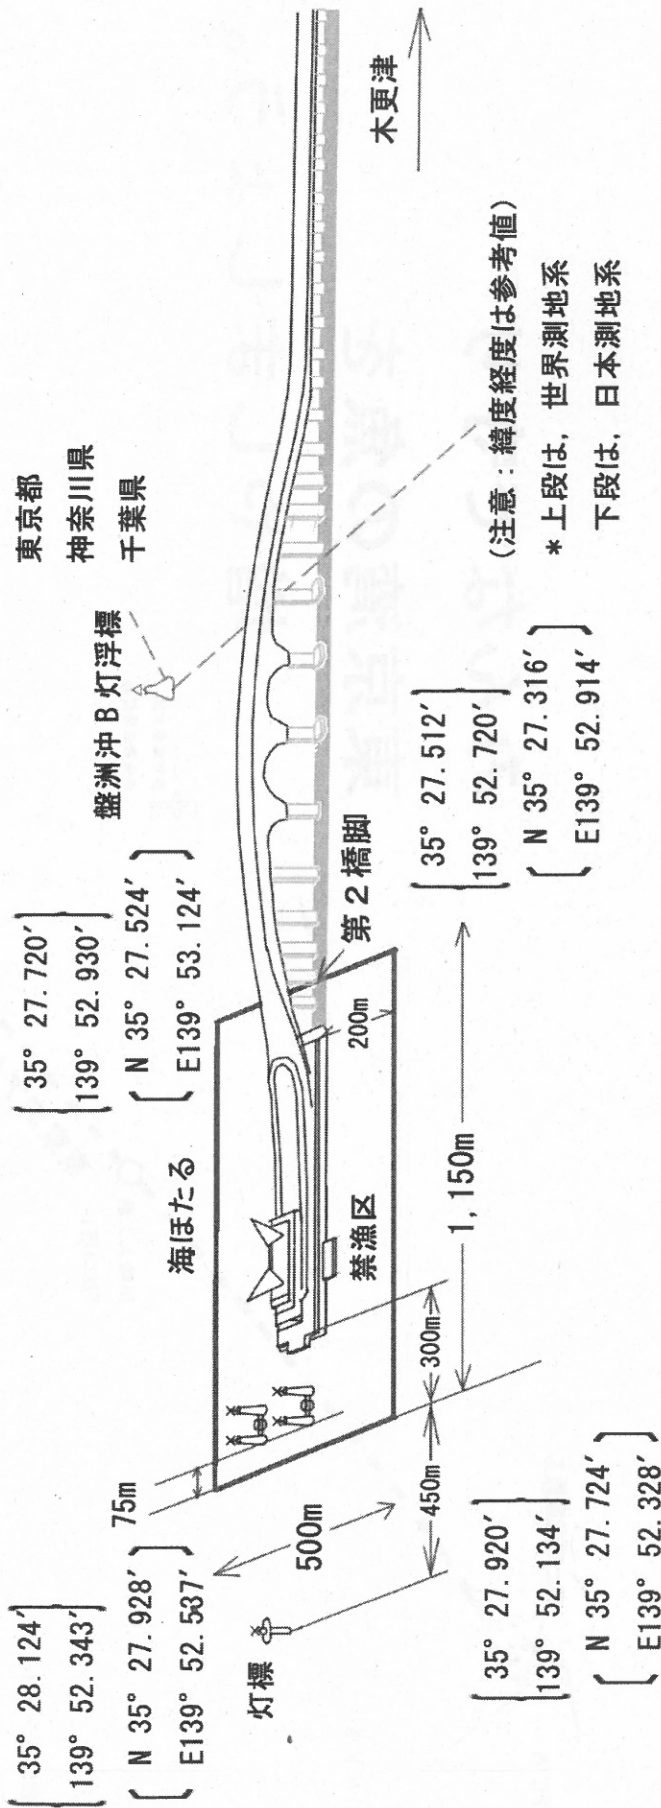 東京都
神奈川県
千葉県
盤洲沖 B 灯浮標
木更津
35° 28. 124′
139° 52. 343′
N 35° 27. 928′
E139° 52. 537′
35° 27. 720′
139° 52. 930′
N 35° 27. 524′
E139° 53. 124′
海ほたる
75m
灯標
500m
禁漁区
200m
第２橋脚
450m
300m
1, 150m
35° 27. 920′
139° 52. 134′
N 35° 27. 724′
E139° 52. 328′
35° 27. 512′
139° 52. 720′
N 35° 27. 316′
E139° 52. 914′
（注意：緯度経度は参考値）
＊上段は，世界測地系
下段は，日本測地系